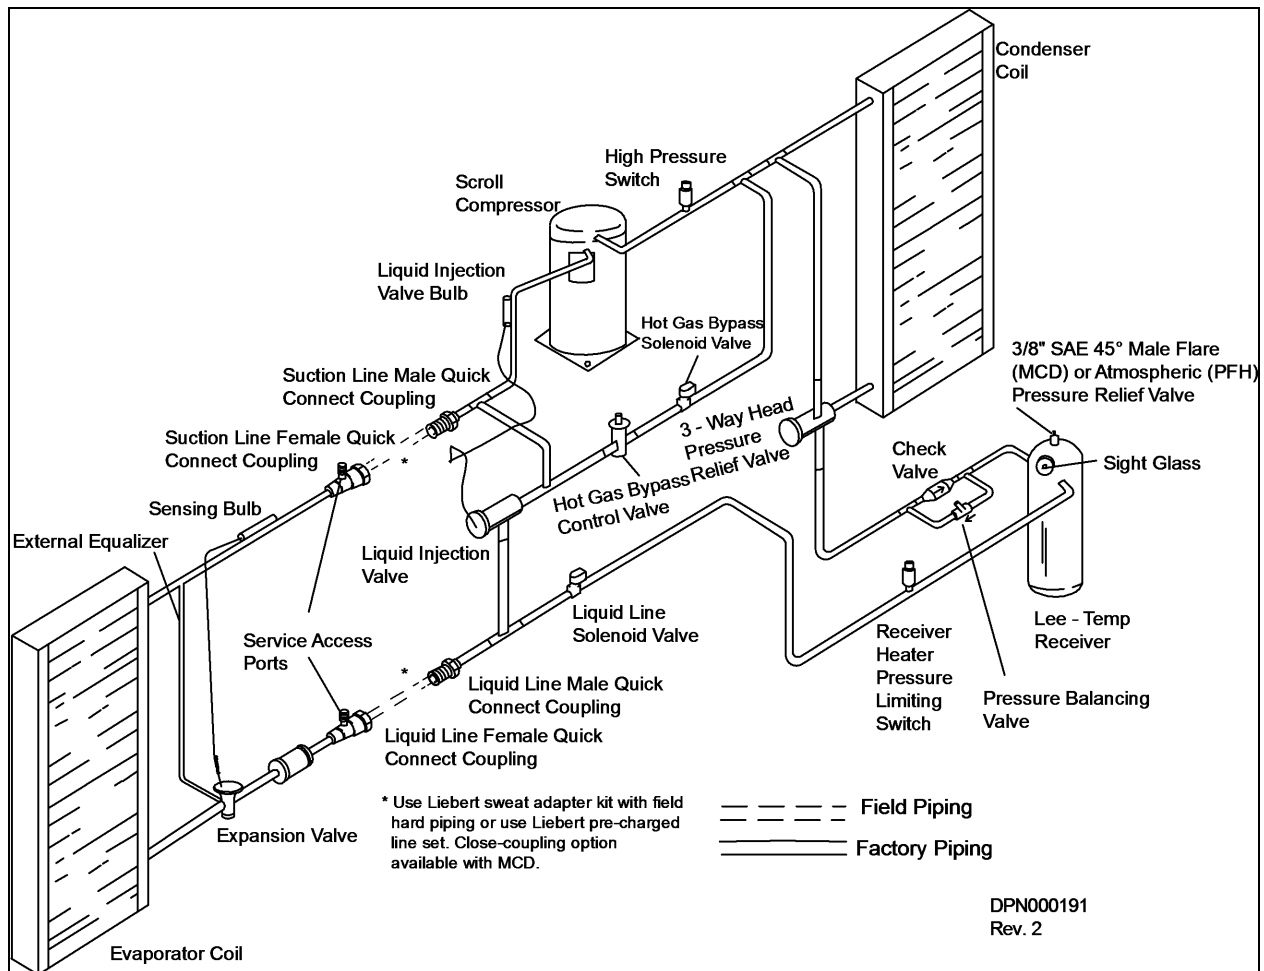 Condenser
Coil
High Pressure
Switch
Scroll
Compressor
Liquid Injection
Valve Bulb
Hot Gas Bypass
Solenoid Valve
3/8" SAE 45° Male Flare
(MCD) or Atmospheric (PFH)
Pressure Relief Valve
Suction Line Male Quick
Connect Coupling
3 - Way Head
Pressure
Relief Valve
Suction Line Female Quick
Connect Coupling
*
Check
Valve
Sight Glass
Hot Gas Bypass
Control Valve
Sensing Bulb
External Equalizer
Liquid Injection
Valve
Liquid Line
Solenoid Valve
Lee - Temp
Receiver
Service Access
Ports
Receiver
Heater
Pressure
Limiting
Switch
*
Liquid Line Male Quick
Connect Coupling
Pressure Balancing
Valve
Liquid Line Female Quick
Connect Coupling
Expansion Valve
* Use Liebert sweat adapter kit with field
hard piping or use Liebert pre-charged
line set. Close-coupling option
available with MCD.
Field Piping
Factory Piping
DPN000191
Rev. 2
Evaporator Coil